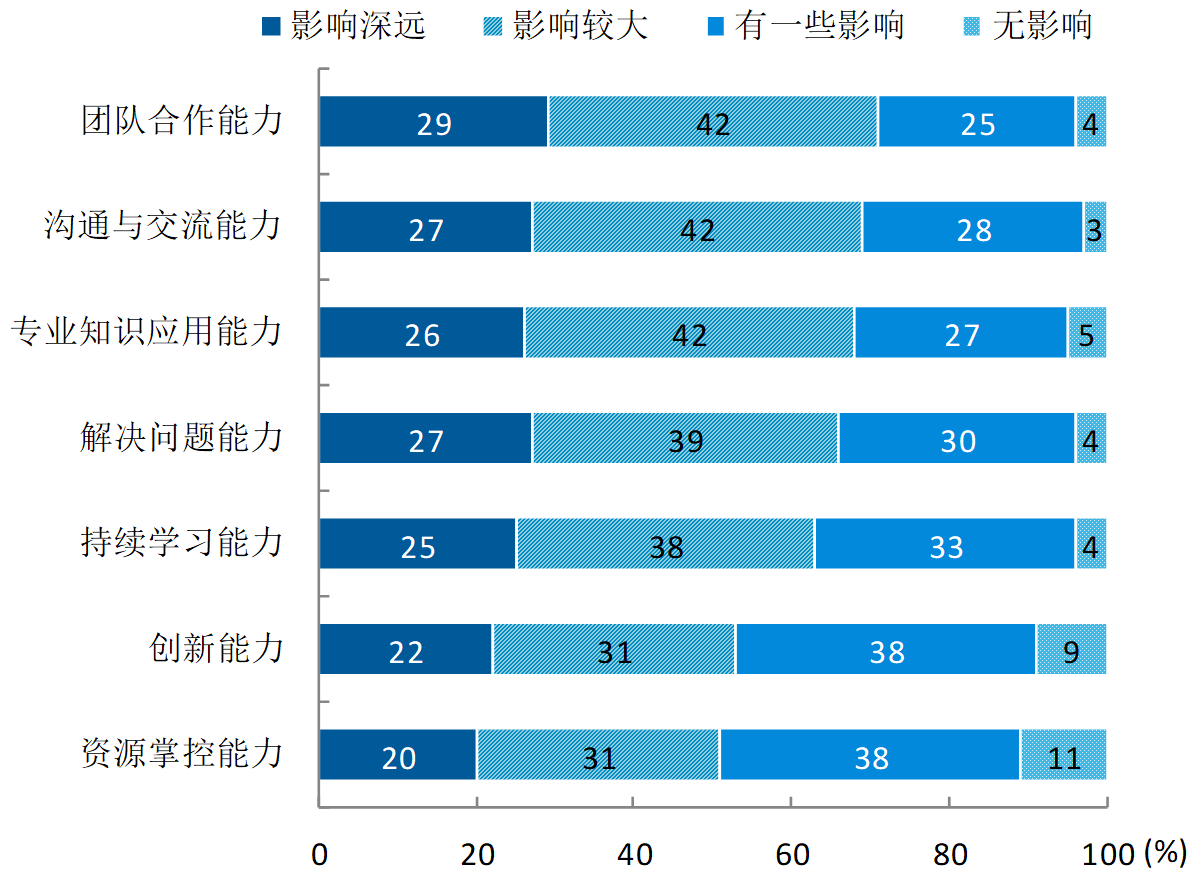 影响深远 影响较大 有一些影响 无影响
团队合作能力 29 42 25 4
沟通与交流能力 27 42 28 3
专业知识应用能力 26 42 27 5
解决问题能力 27 39 30 4
持续学习能力 25 38 33 4
创新能力 22 31 38 9
资源掌控能力 20 31 38 11
0 20 40 60 80 100 (%)